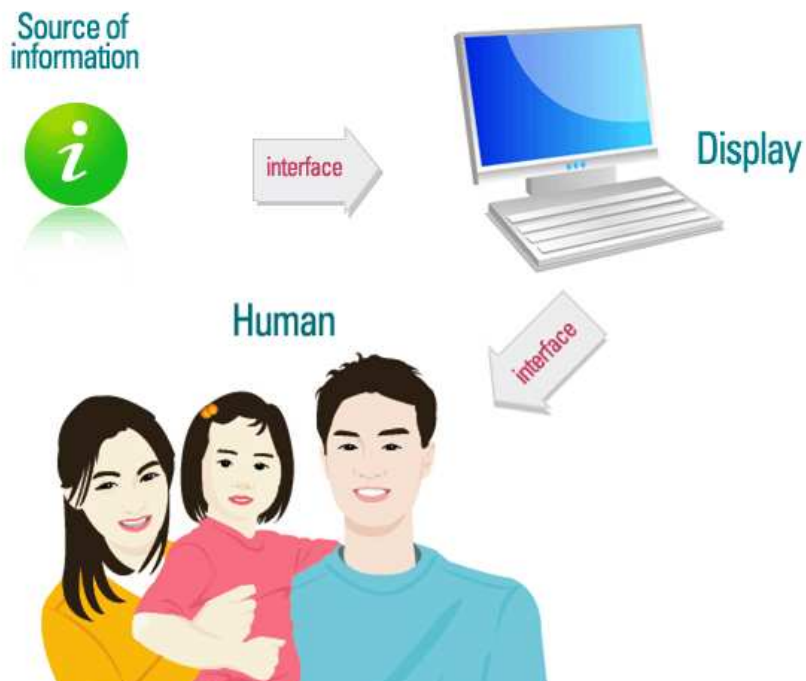 Source of
information
i
interface
Display
Human
interface